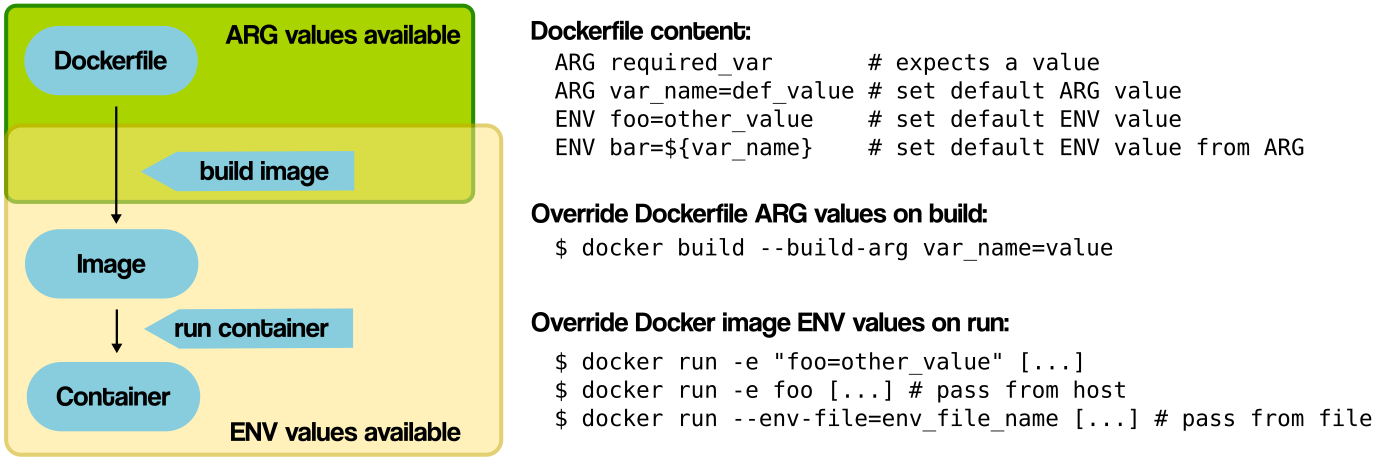 ARG values available
Dockerfile
build image
Image
run container
Container
ENV values available
Dockerfile content:
ARG required_var       # expects a value
ARG var_name=def_value # set default ARG value
ENV foo=other_value    # set default ENV value
ENV bar=${var_name}    # set default ENV value from ARG
Override Dockerfile ARG values on build:
$ docker build --build-arg var_name=value
Override Docker image ENV values on run:
$ docker run -e "foo=other_value" [...]
$ docker run -e foo [...] # pass from host
$ docker run --env-file=env_file_name [...] # pass from file